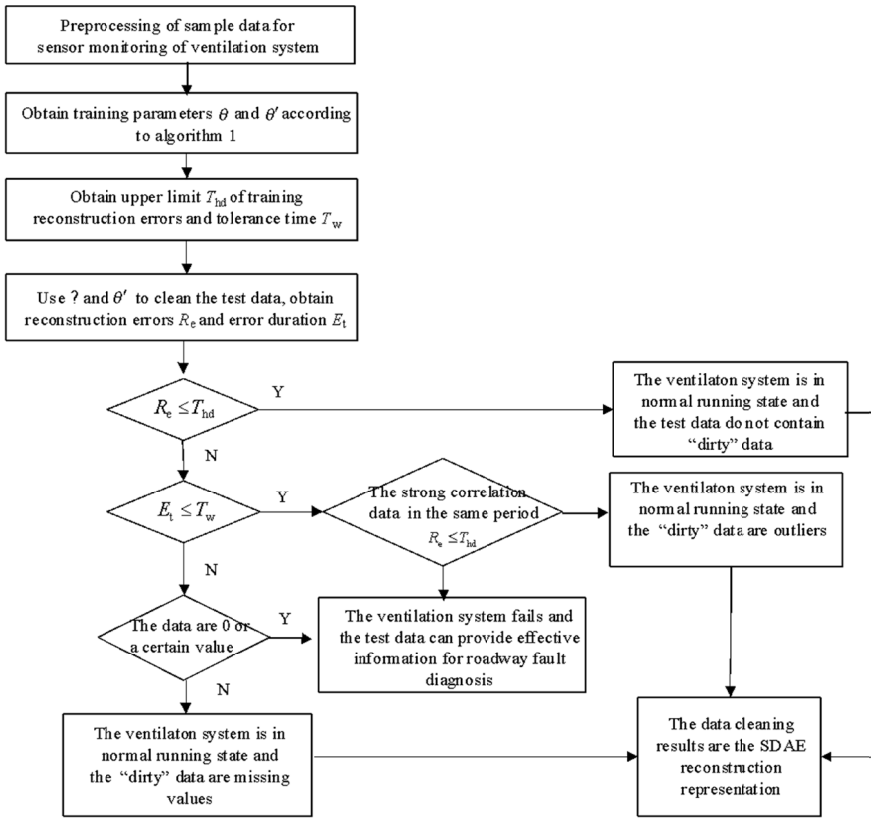 Preprocessing of sample data for
sensor monitoring of ventilation system
Obtain training parameters θ and θ′ according
to algorithm 1
Obtain upper limit Thd of training
reconstruction errors and tolerance time Tw
Use ? and θ′ to clean the test data, obtain
reconstruction errors Re and error duration Et
Re ≤Thd
Y
The ventilaton system is in
normal running state and
the test data do not contain
“dirty” data
N
Et ≤Tw
Y
The strong correlation
data in the same period
Re ≤Thd
The ventilaton system is in
normal running state and
the “dirty” data are outliers
N
The data are 0 or
a certain value
Y
The ventilation system fails and
the test data can provide effective
information for roadway fault
diagnosis
N
The ventilaton system is in
normal running state and
the “dirty” data are missing
values
The data cleaning
results are the SDAE
reconstruction
representation